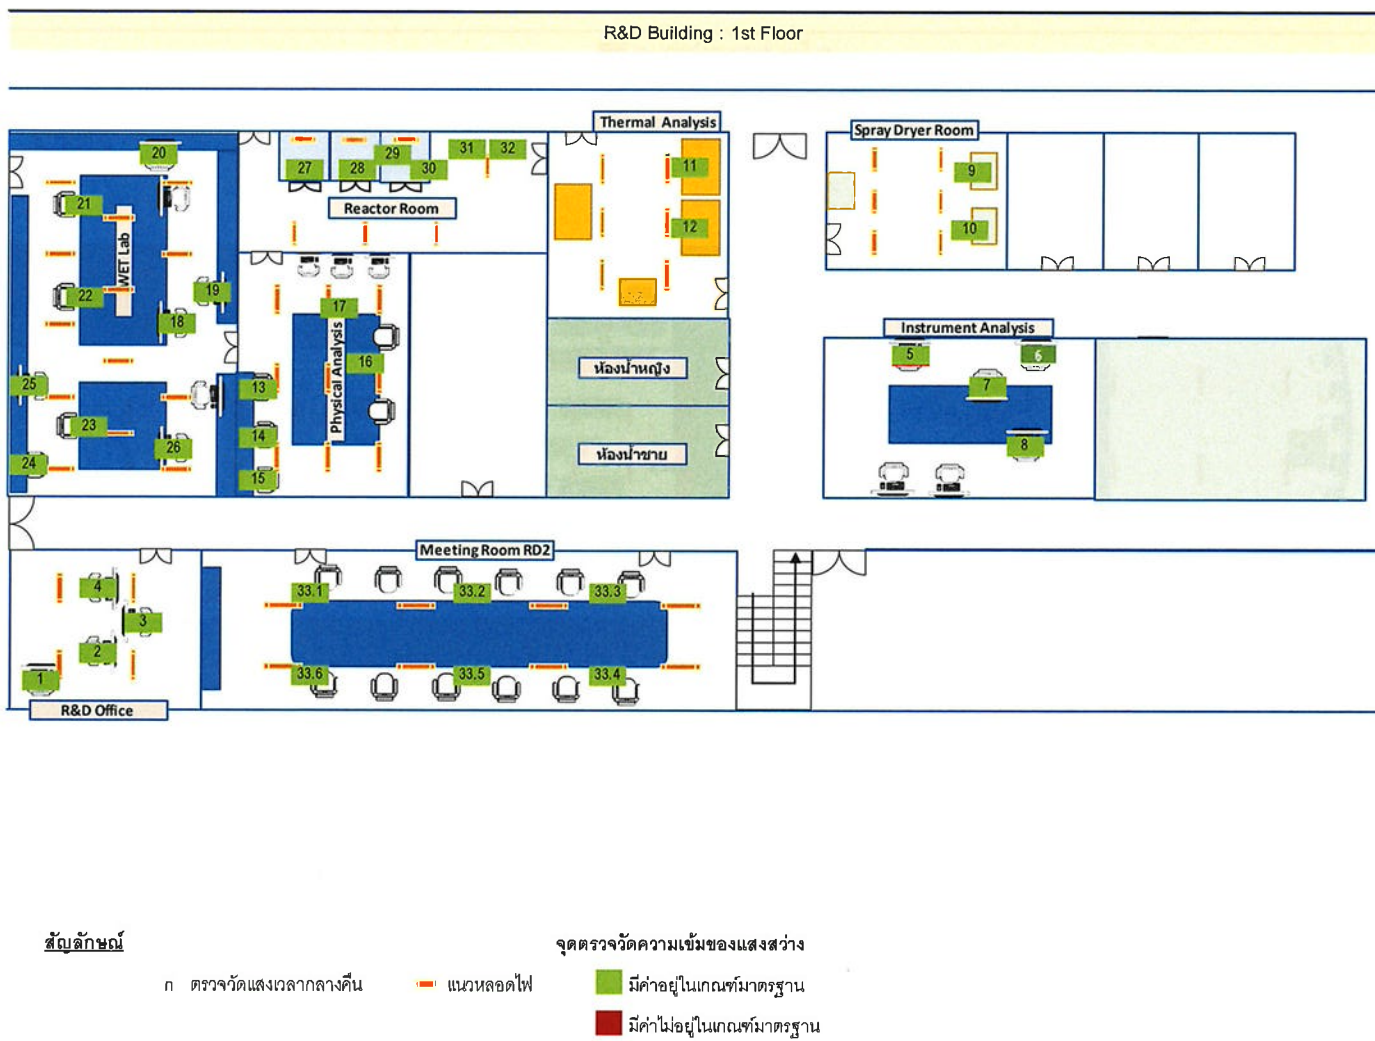 R&D Building : 1st Floor
Thermal Analysis
Spray Dryer Room
20
27
28
29
30
31
32
11
9
21
Reactor Room
12
10
WET Lab
22
19
18
17
Physical Analysis
16
Instrument Analysis
5
6
7
8
ห้องน้ำหญิง
25
13
23
14
26
24
15
ห้องน้ำชาย
Meeting Room RD2
4
3
2
1
33.1
33.2
33.3
33.6
33.5
33.4
R&D Office
สัญลักษณ์
จุดตรวจวัดความเข้มของแสงสว่าง
ก ตรวจวัดแสงเวลากลางคืน
แนวหลอดไฟ
มีค่าอยู่ในเกณฑ์มาตรฐาน
มีค่าไม่อยู่ในเกณฑ์มาตรฐาน